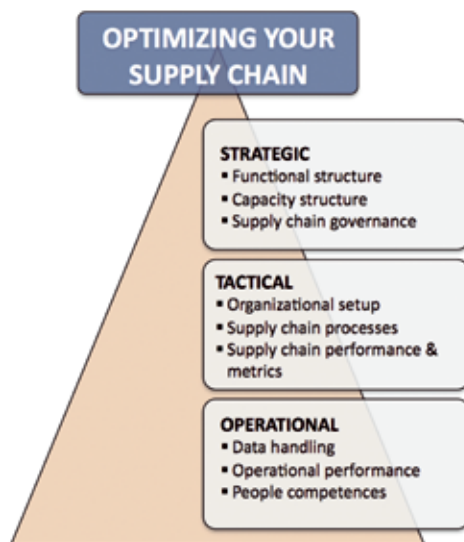 OPTIMIZING YOUR
SUPPLY CHAIN
STRATEGIC
▪ Functional structure
▪ Capacity structure
▪ Supply chain governance
TACTICAL
▪ Organizational setup
▪ Supply chain processes
▪ Supply chain performance &
metrics
OPERATIONAL
▪ Data handling
▪ Operational performance
▪ People competences